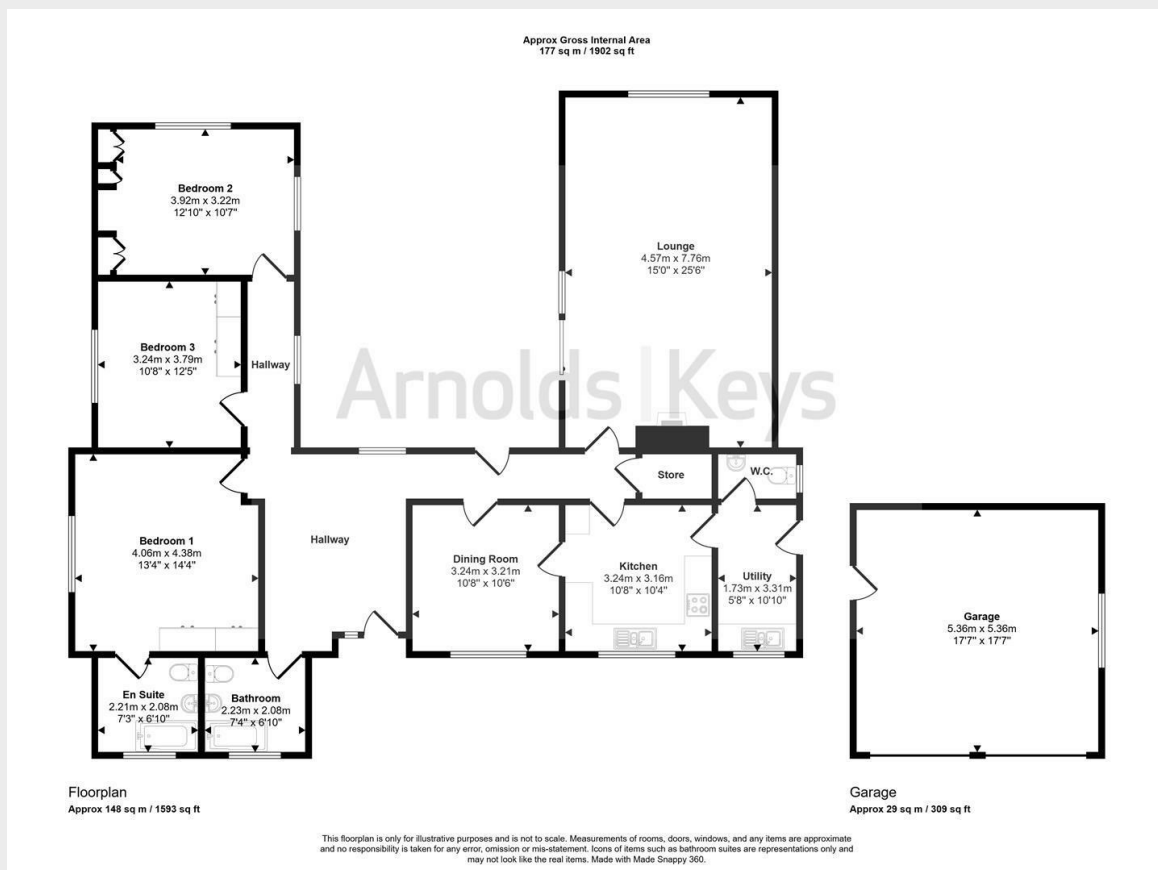 Approx Gross Internal Area
177 sq m / 1902 sq ft
Bedroom 2
3.92m x 3.22m
12'10" x 10'7"
Lounge
4.57m x 7.76m
15'0" x 25'6"
Bedroom 3
3.24m x 3.79m
10'8" x 12'5"
Hallway
Arnolds | Keys
Store
W.C.
Bedroom 1
4.06m x 4.38m
13'4" x 14'4"
Hallway
Dining Room
3.24m x 3.21m
10'8" x 10'6"
Kitchen
3.24m x 3.16m
10'8" x 10'4"
Utility
1.73m x 3.31m
5'8" x 10'10"
Garage
5.36m x 5.36m
17'7" x 17'7"
En Suite
2.21m x 2.08m
7'3" x 6'10"
Bathroom
2.23m x 2.08m
7'4" x 6'10"
Floorplan
Approx 148 sq m / 1593 sq ft
Garage
Approx 29 sq m / 309 sq ft
This floorplan is only for illustrative purposes and is not to scale. Measurements of rooms, doors, windows, and any items are approximate
and no responsibility is taken for any error, omission or mis-statement. Icons of items such as bathroom suites are representations only and
may not look like the real items. Made with Made Snappy 360.